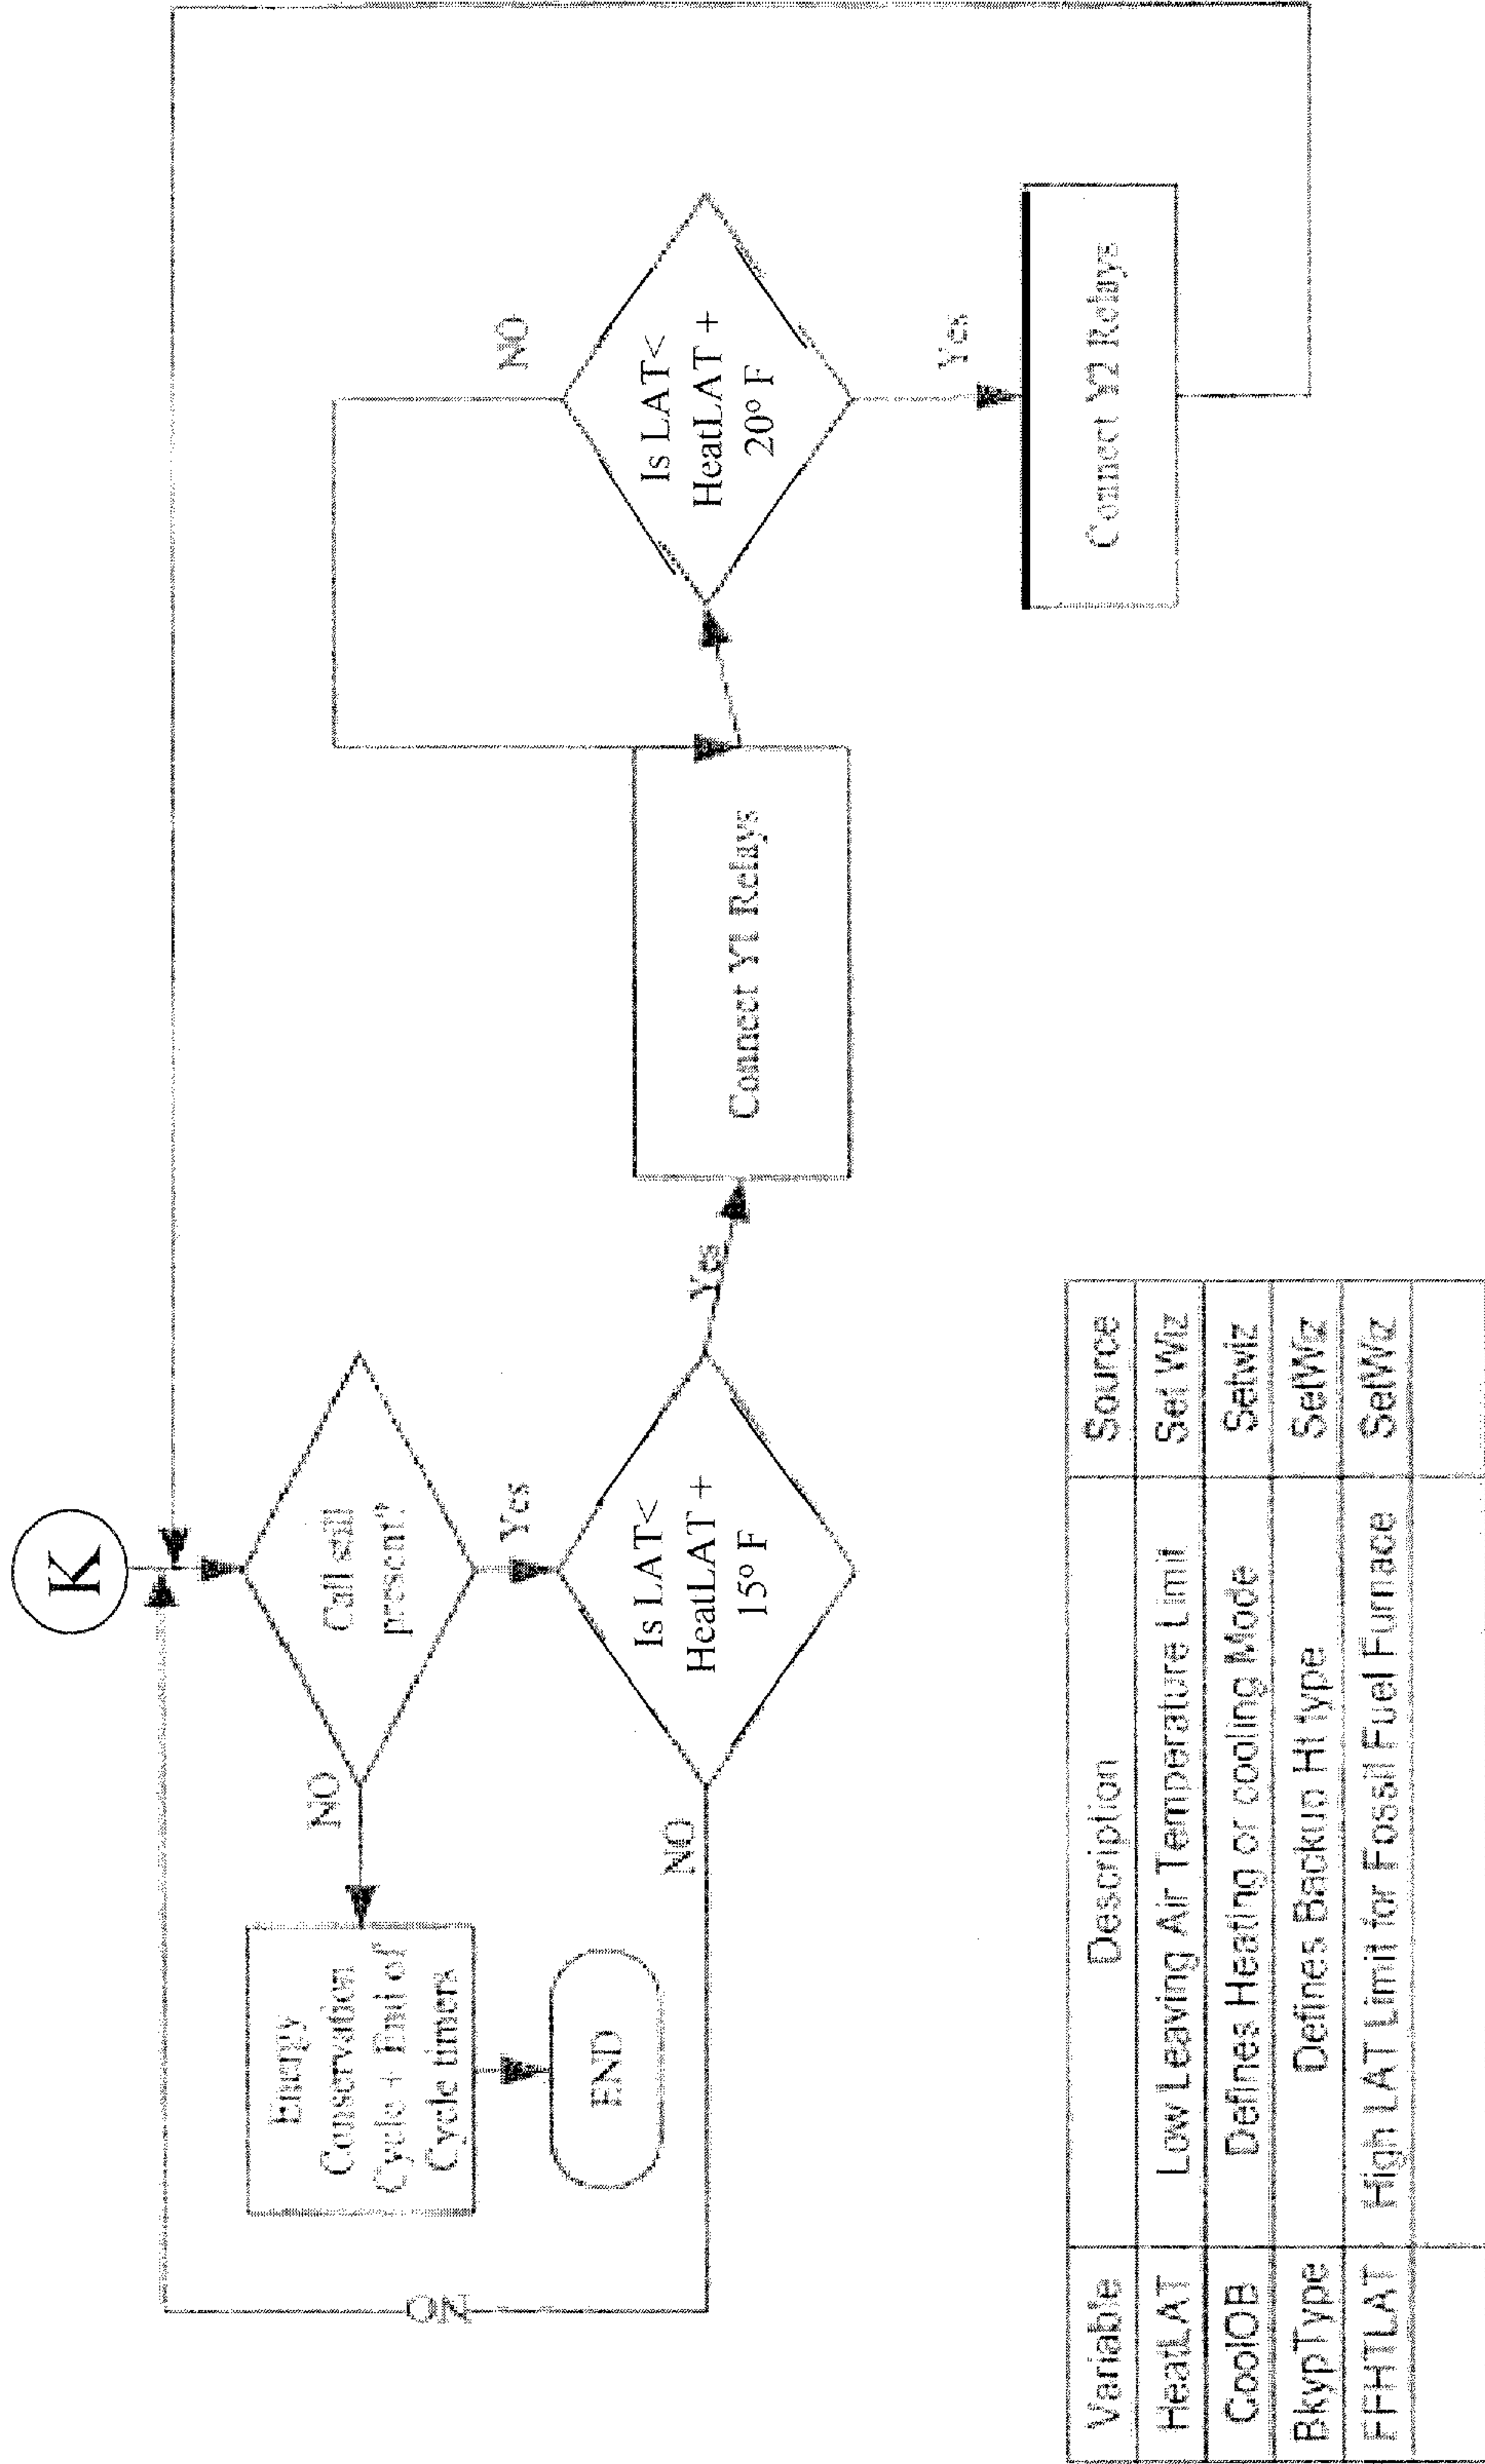 K
Call still
present?
NO
Yes
Energy
Conservation
Cycle + End of
Cycle timers
END
Is LAT<
HeatLAT +
15º F
NO
NO
Yes
Connect Y1 Relays
Is LAT<
HeatLAT +
20º F
NO
Yes
Connect Y2 Relays
Variable Description Source
HeatLAT Low Leaving Air Temperature Limit Set Wiz
CoolOB Defines Heating or cooling Mode Setwiz
BkypType Defines Backup Ht type SetWiz
FFHTLAT High LAT Limit for Fossil Fuel Furnace SetWiz